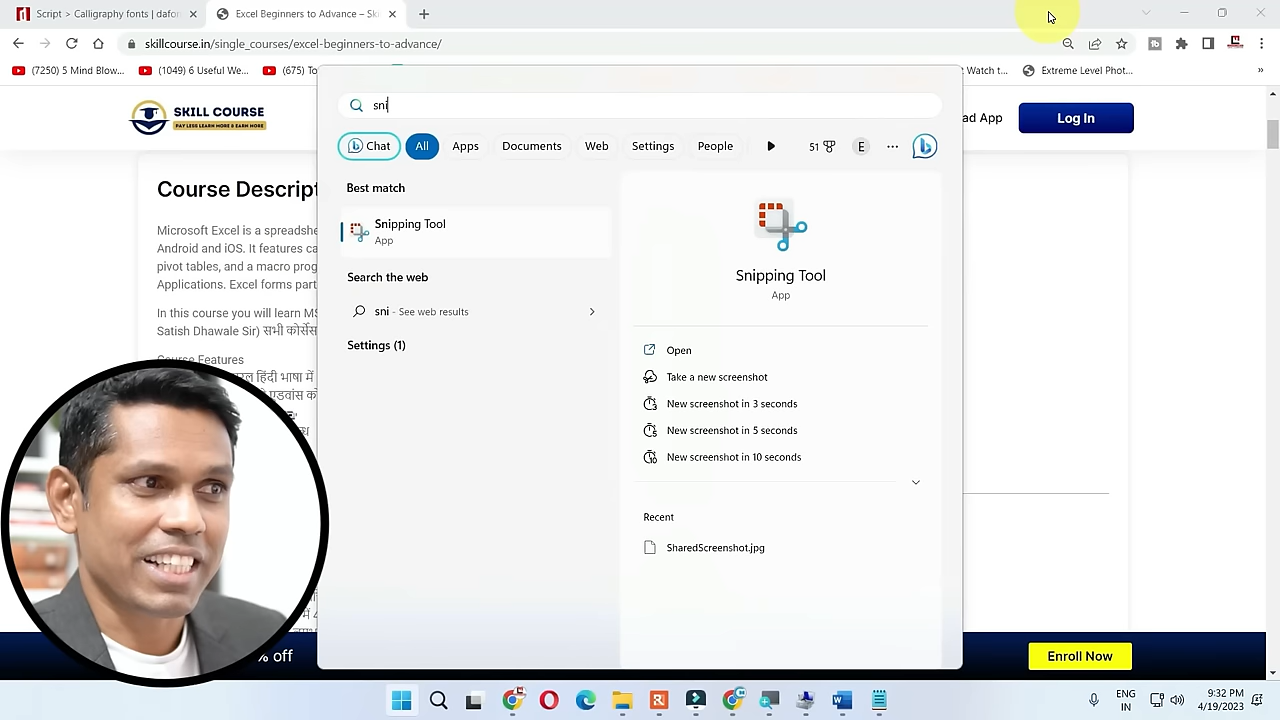 Script > Calligraphy fonts | dafon
Excel Beginners to Advance – Ski
skillcourse.in/single_courses/excel-beginners-to-advance/
(7250) 5 Mind Blow...
(1049) 6 Useful We...
(675) To
Watch t...
Extreme Level Phot...
SKILL COURSE
PAY LESS LEARN MORE & EARN MORE
ad App
Log In
sni
Chat
All
Apps
Documents
Web
Settings
People
51
E
Course Descript
Best match
Snipping Tool
App
Microsoft Excel is a spreadshe
Android and iOS. It features ca
pivot tables, and a macro prog
Applications. Excel forms part
Search the web
sni - See web results
In this course you will learn MS
Satish Dhawale Sir) सभी कोर्सेस
Settings (1)
Course Features
रल हिंदी भाषा में
एडवांस को
Snipping Tool
App
Open
Take a new screenshot
New screenshot in 3 seconds
New screenshot in 5 seconds
New screenshot in 10 seconds
Recent
SharedScreenshot.jpg
% off
Enroll Now
ENG
IN
9:32 PM
4/19/2023